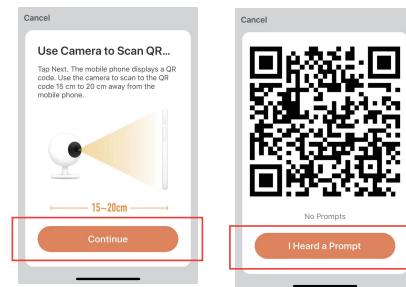 Cancel
Use Camera to Scan QR...
Tap Next. The mobile phone displays a QR
code. Use the camera to scan to the QR
code 15 cm to 20 cm away from the
mobile phone.
15~20cm
Continue
Cancel
No Prompts
I Heard a Prompt